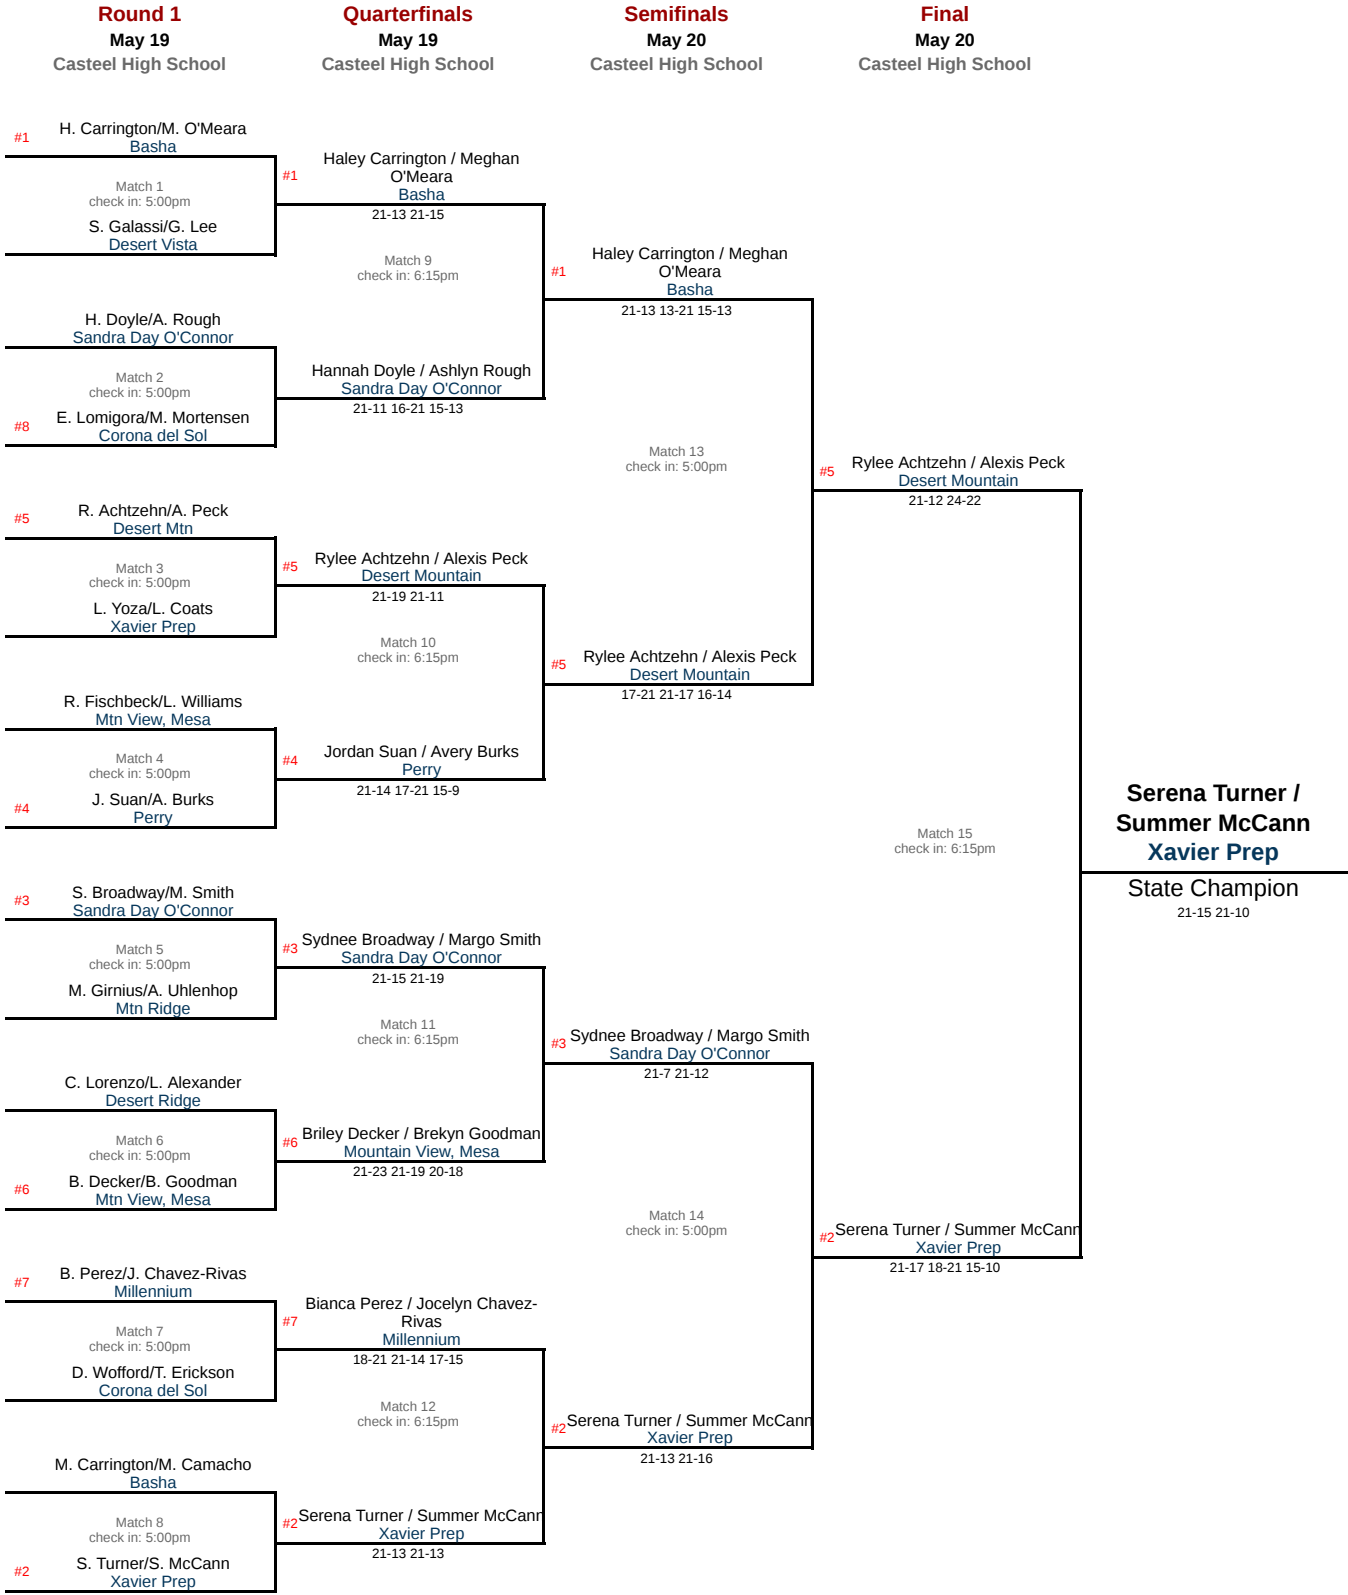 Round 1
May 19
Casteel High School
Quarterfinals
May 19
Casteel High School
Semifinals
May 20
Casteel High School
Final
May 20
Casteel High School
#1
H. Carrington/M. O'Meara
Basha
Match 1
check in: 5:00pm
S. Galassi/G. Lee
Desert Vista
H. Doyle/A. Rough
Sandra Day O'Connor
Match 2
check in: 5:00pm
#8
E. Lomigora/M. Mortensen
Corona del Sol
#5
R. Achtzehn/A. Peck
Desert Mtn
Match 3
check in: 5:00pm
L. Yoza/L. Coats
Xavier Prep
R. Fischbeck/L. Williams
Mtn View, Mesa
Match 4
check in: 5:00pm
#4
J. Suan/A. Burks
Perry
#3
S. Broadway/M. Smith
Sandra Day O'Connor
Match 5
check in: 5:00pm
M. Girnius/A. Uhlenhop
Mtn Ridge
C. Lorenzo/L. Alexander
Desert Ridge
Match 6
check in: 5:00pm
#6
B. Decker/B. Goodman
Mtn View, Mesa
#7
B. Perez/J. Chavez-Rivas
Millennium
Match 7
check in: 5:00pm
D. Wofford/T. Erickson
Corona del Sol
M. Carrington/M. Camacho
Basha
Match 8
check in: 5:00pm
#2
S. Turner/S. McCann
Xavier Prep
#1
Haley Carrington / Meghan
O'Meara
Basha
21-13 21-15
Match 9
check in: 6:15pm
Hannah Doyle / Ashlyn Rough
Sandra Day O'Connor
21-11 16-21 15-13
#5
Rylee Achtzehn / Alexis Peck
Desert Mountain
21-19 21-11
Match 10
check in: 6:15pm
#4
Jordan Suan / Avery Burks
Perry
21-14 17-21 15-9
#3
Sydnee Broadway / Margo Smith
Sandra Day O'Connor
21-15 21-19
Match 11
check in: 6:15pm
#6
Briley Decker / Brekyn Goodman
Mountain View, Mesa
21-23 21-19 20-18
#7
Bianca Perez / Jocelyn Chavez-
Rivas
Millennium
18-21 21-14 17-15
Match 12
check in: 6:15pm
#2
Serena Turner / Summer McCann
Xavier Prep
21-13 21-13
#1
Haley Carrington / Meghan
O'Meara
Basha
21-13 13-21 15-13
Match 13
check in: 5:00pm
#5
Rylee Achtzehn / Alexis Peck
Desert Mountain
17-21 21-17 16-14
#3
Sydnee Broadway / Margo Smith
Sandra Day O'Connor
21-7 21-12
Match 14
check in: 5:00pm
#2
Serena Turner / Summer McCann
Xavier Prep
21-13 21-16
#5
Rylee Achtzehn / Alexis Peck
Desert Mountain
21-12 24-22
Match 15
check in: 6:15pm
#2
Serena Turner / Summer McCann
Xavier Prep
21-17 18-21 15-10
Serena Turner /
Summer McCann
Xavier Prep
State Champion
21-15 21-10